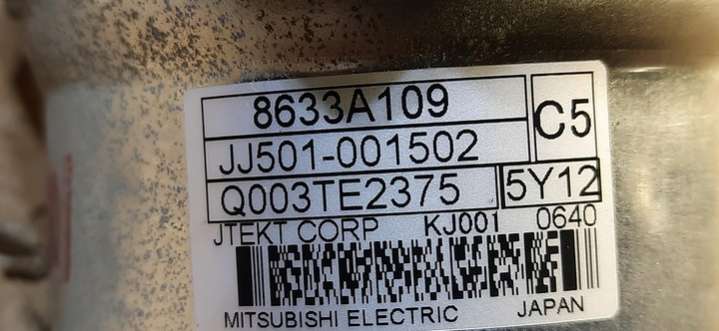 8633A109
C5
JJ501-001502
Q003TE2375 5Y12
JTEKT CORP KJ001 0640
MITSUBISHI ELECTRIC JAPAN